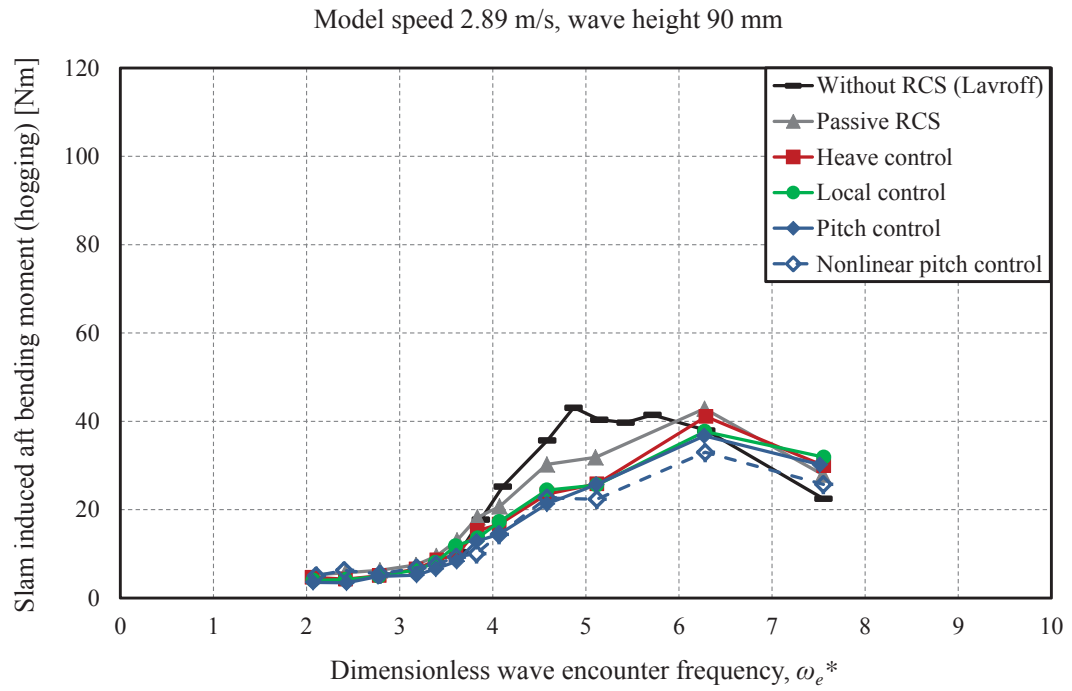 Model speed 2.89 m/s, wave height 90 mm
Slam induced aft bending moment (hogging) [Nm]
120
100
80
60
40
20
0
Without RCS (Lavroff)
Passive RCS
Heave control
Local control
Pitch control
Nonlinear pitch control
0 1 2 3 4 5 6 7 8 9 10
Dimensionless wave encounter frequency, ωe*